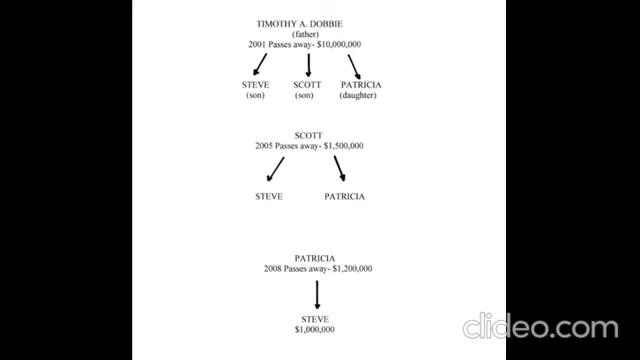 TIMOTHY A. DOBBIE
(father)
2001 Passes away- $10,000,000
STEVE SCOTT PATRICIA
(son) (son) (daughter)
SCOTT
2005 Passes away- $1,500,000
STEVE PATRICIA
PATRICIA
2008 Passes away- $1,200,000
STEVE
$1,000,000
clideo.com